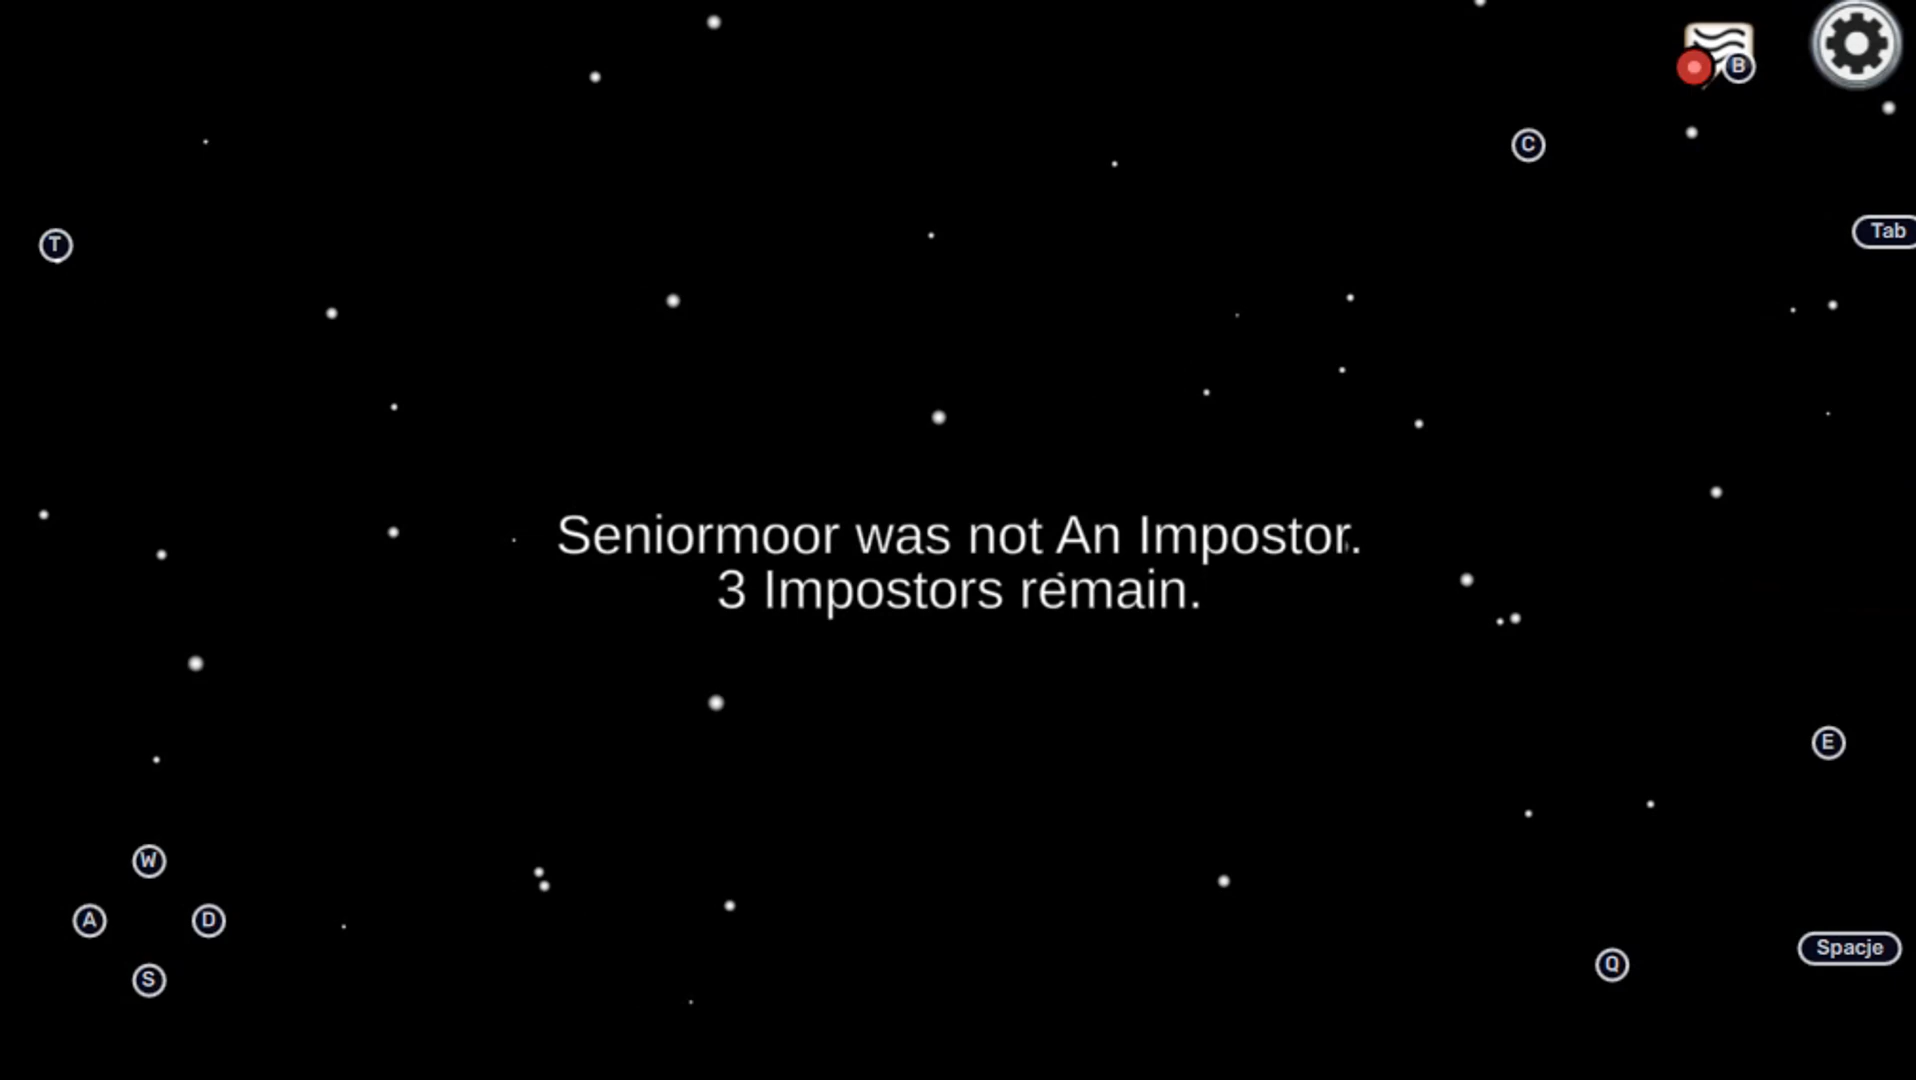 B
C
T
Tab
Seniormoor was not An Impostor.
3 Impostors remain.
E
W
A
D
Spacje
Q
S